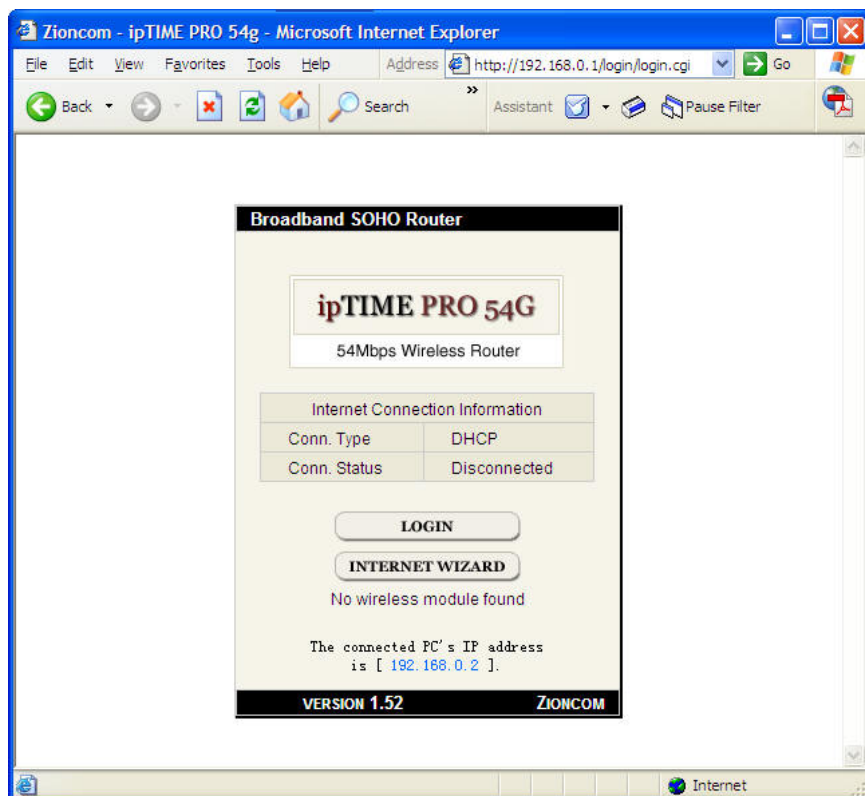 Zioncom - ipTIME PRO 54g - Microsoft Internet Explorer
File Edit View Favorites Tools Help Address http://192.168.0.1/login/login.cgi Go
Back Search » Assistant Pause Filter
Broadband SOHO Router
ipTIME PRO 54G
54Mbps Wireless Router
Internet Connection Information
Conn. Type DHCP
Conn. Status Disconnected
LOGIN
INTERNET WIZARD
No wireless module found
The connected PC's IP address
is [ 192.168.0.2 ].
VERSION 1.52 ZIONCOM
Internet